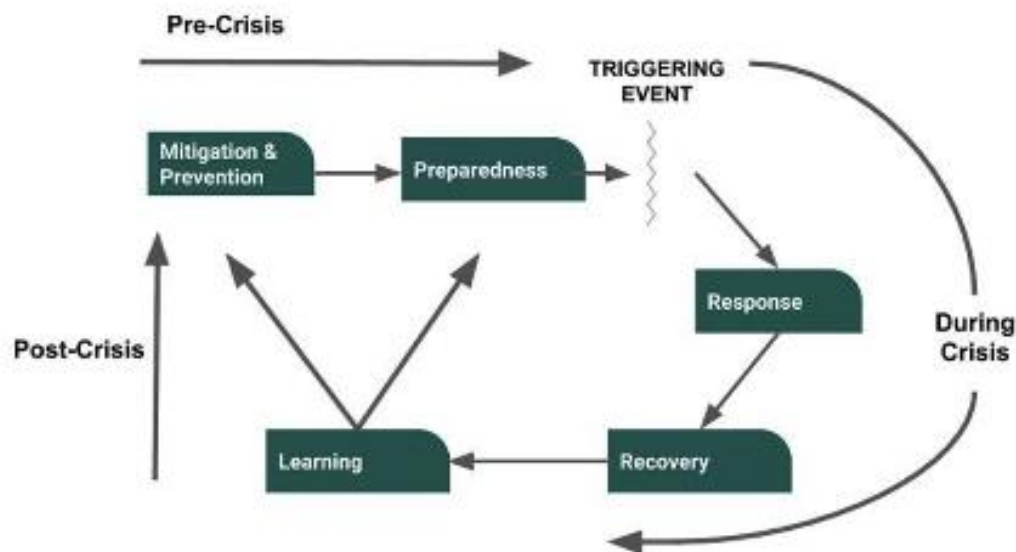 Pre-Crisis
TRIGGERING
EVENT
Mitigation &
Prevention
Preparedness
Response
During
Crisis
Post-Crisis
Learning
Recovery